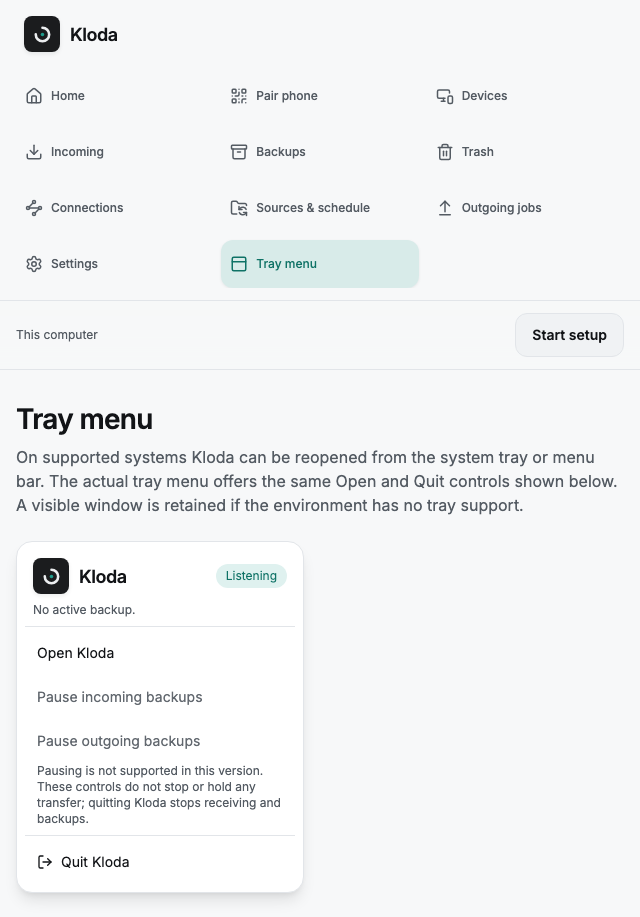 Kloda
Home
Pair phone
Devices
Incoming
Backups
Trash
Connections
Sources & schedule
Outgoing jobs
Settings
Tray menu
This computer
Start setup
Tray menu
On supported systems Kloda can be reopened from the system tray or menu
bar. The actual tray menu offers the same Open and Quit controls shown below.
A visible window is retained if the environment has no tray support.
Kloda
Listening
No active backup.
Open Kloda
Pause incoming backups
Pause outgoing backups
Pausing is not supported in this version.
These controls do not stop or hold any
transfer; quitting Kloda stops receiving and
backups.
Quit Kloda